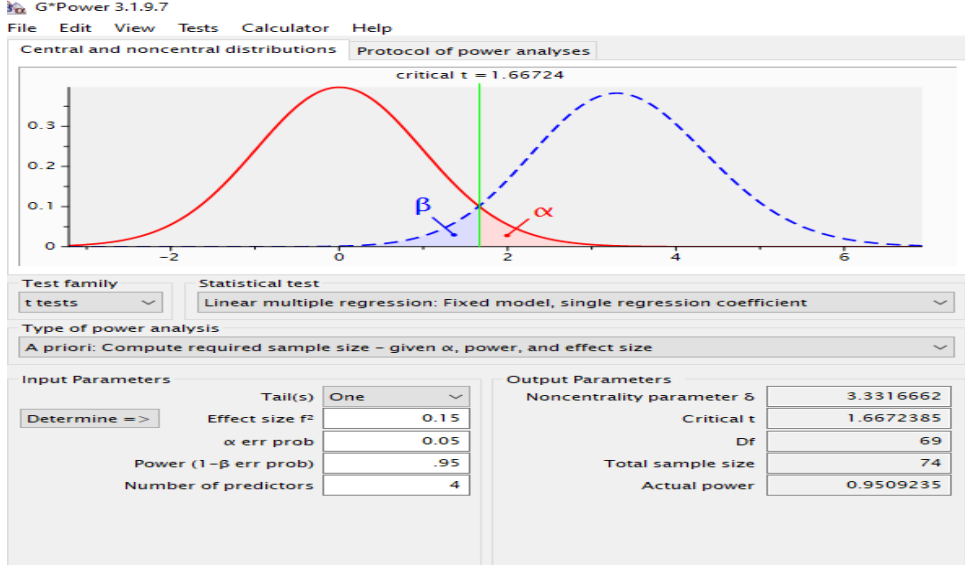 G*Power 3.1.9.7
File Edit View Tests Calculator Help
Central and noncentral distributions Protocol of power analyses
critical t = 1.66724
0.3
0.2
0.1
0
β
α
−2 0 2 4 6
Test family Statistical test
t tests Linear multiple regression: Fixed model, single regression coefficient
Type of power analysis
A priori: Compute required sample size – given α, power, and effect size
Input Parameters Output Parameters
Tail(s) One Noncentrality parameter δ 3.3316662
Determine => Effect size f² 0.15 Critical t 1.6672385
α err prob 0.05 Df 69
Power (1−β err prob) .95 Total sample size 74
Number of predictors 4 Actual power 0.9509235